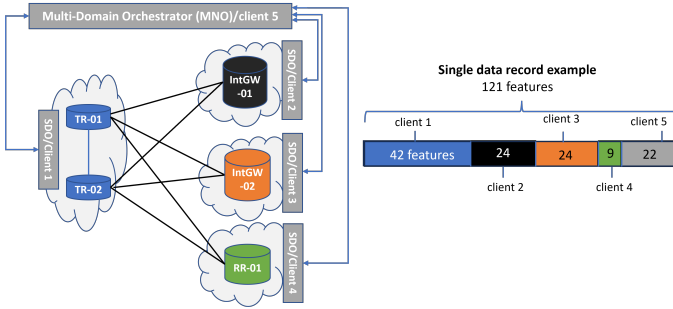 Multi-Domain Orchestrator (MNO)/client 5
SDO/Client 1
TR-01
TR-02
IntGW
-01
SDO/Client 2
IntGW
-02
SDO/Client 3
RR-01
SDO/Client 4
Single data record example
121 features
client 1
client 3
client 5
42 features
24
24
9
22
client 2
client 4